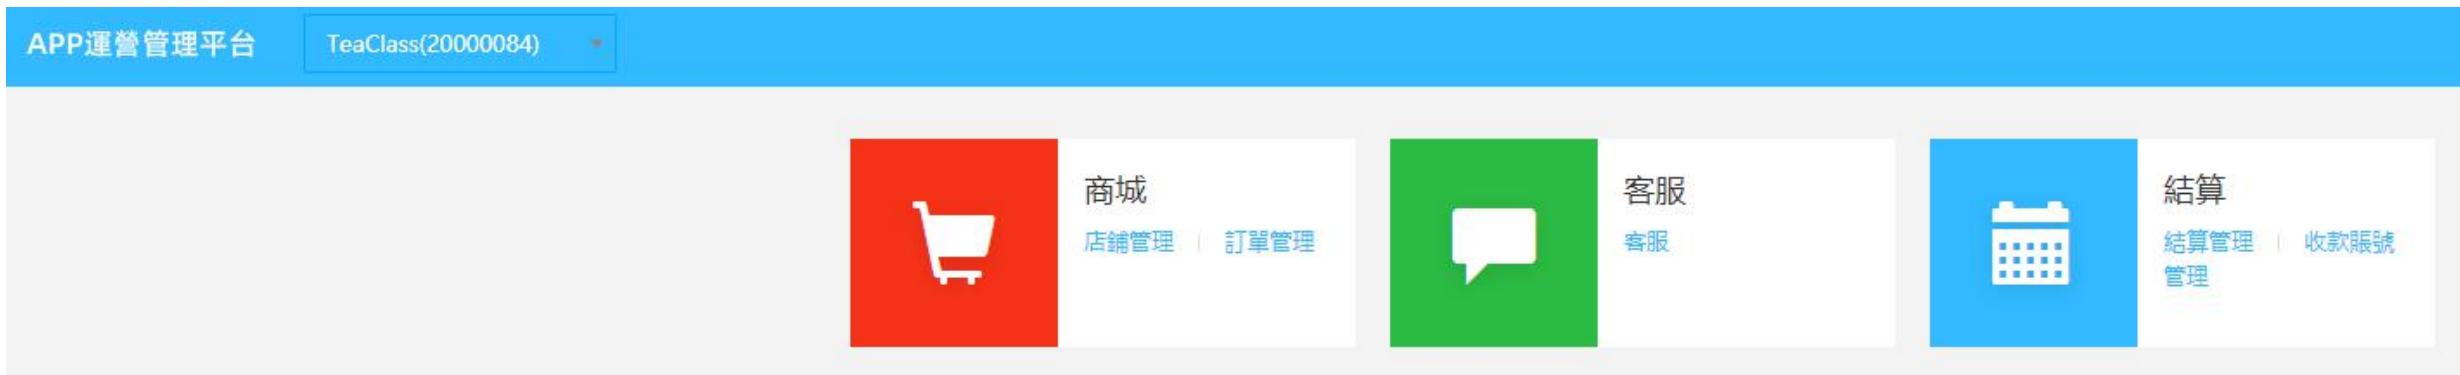 APP運營管理平台
TeaClass(20000084)
商城
店鋪管理 | 訂單管理
客服
客服
結算
結算管理 | 收款賬號
管理